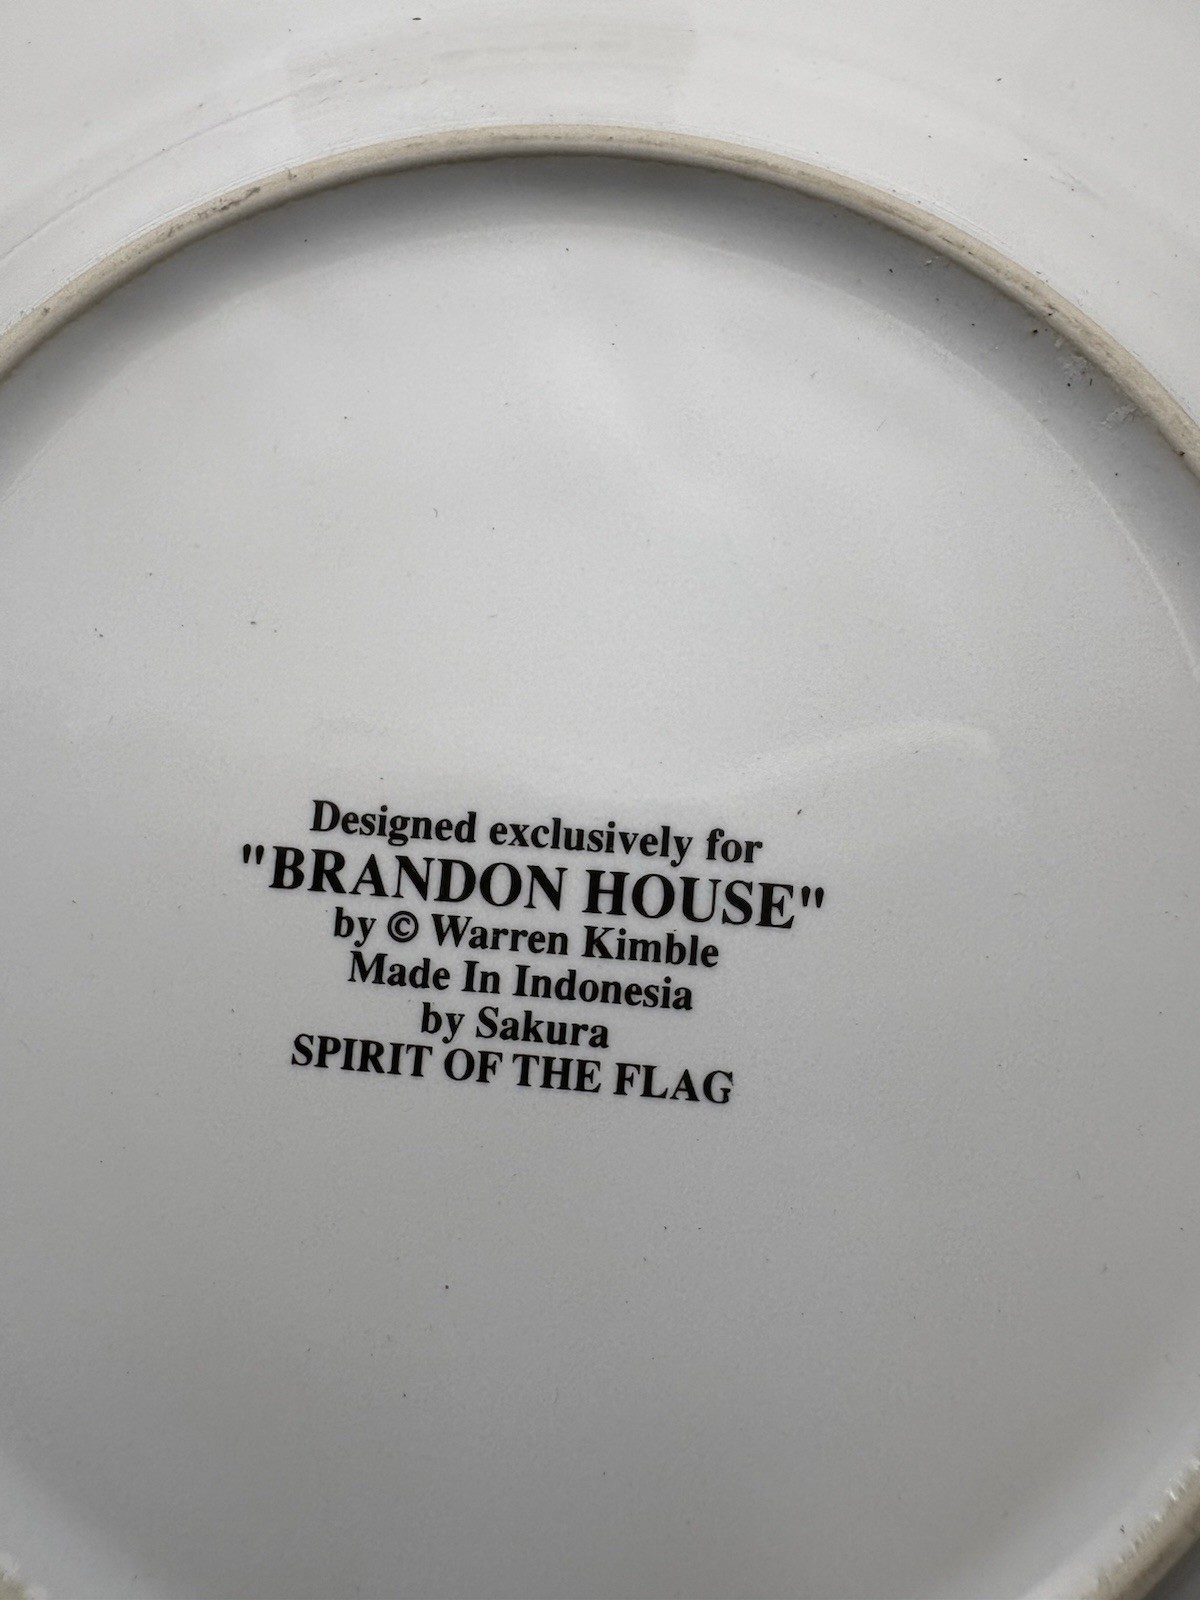 Designed exclusively for
"BRANDON HOUSE"
by © Warren Kimble
Made In Indonesia
by Sakura
SPIRIT OF THE FLAG